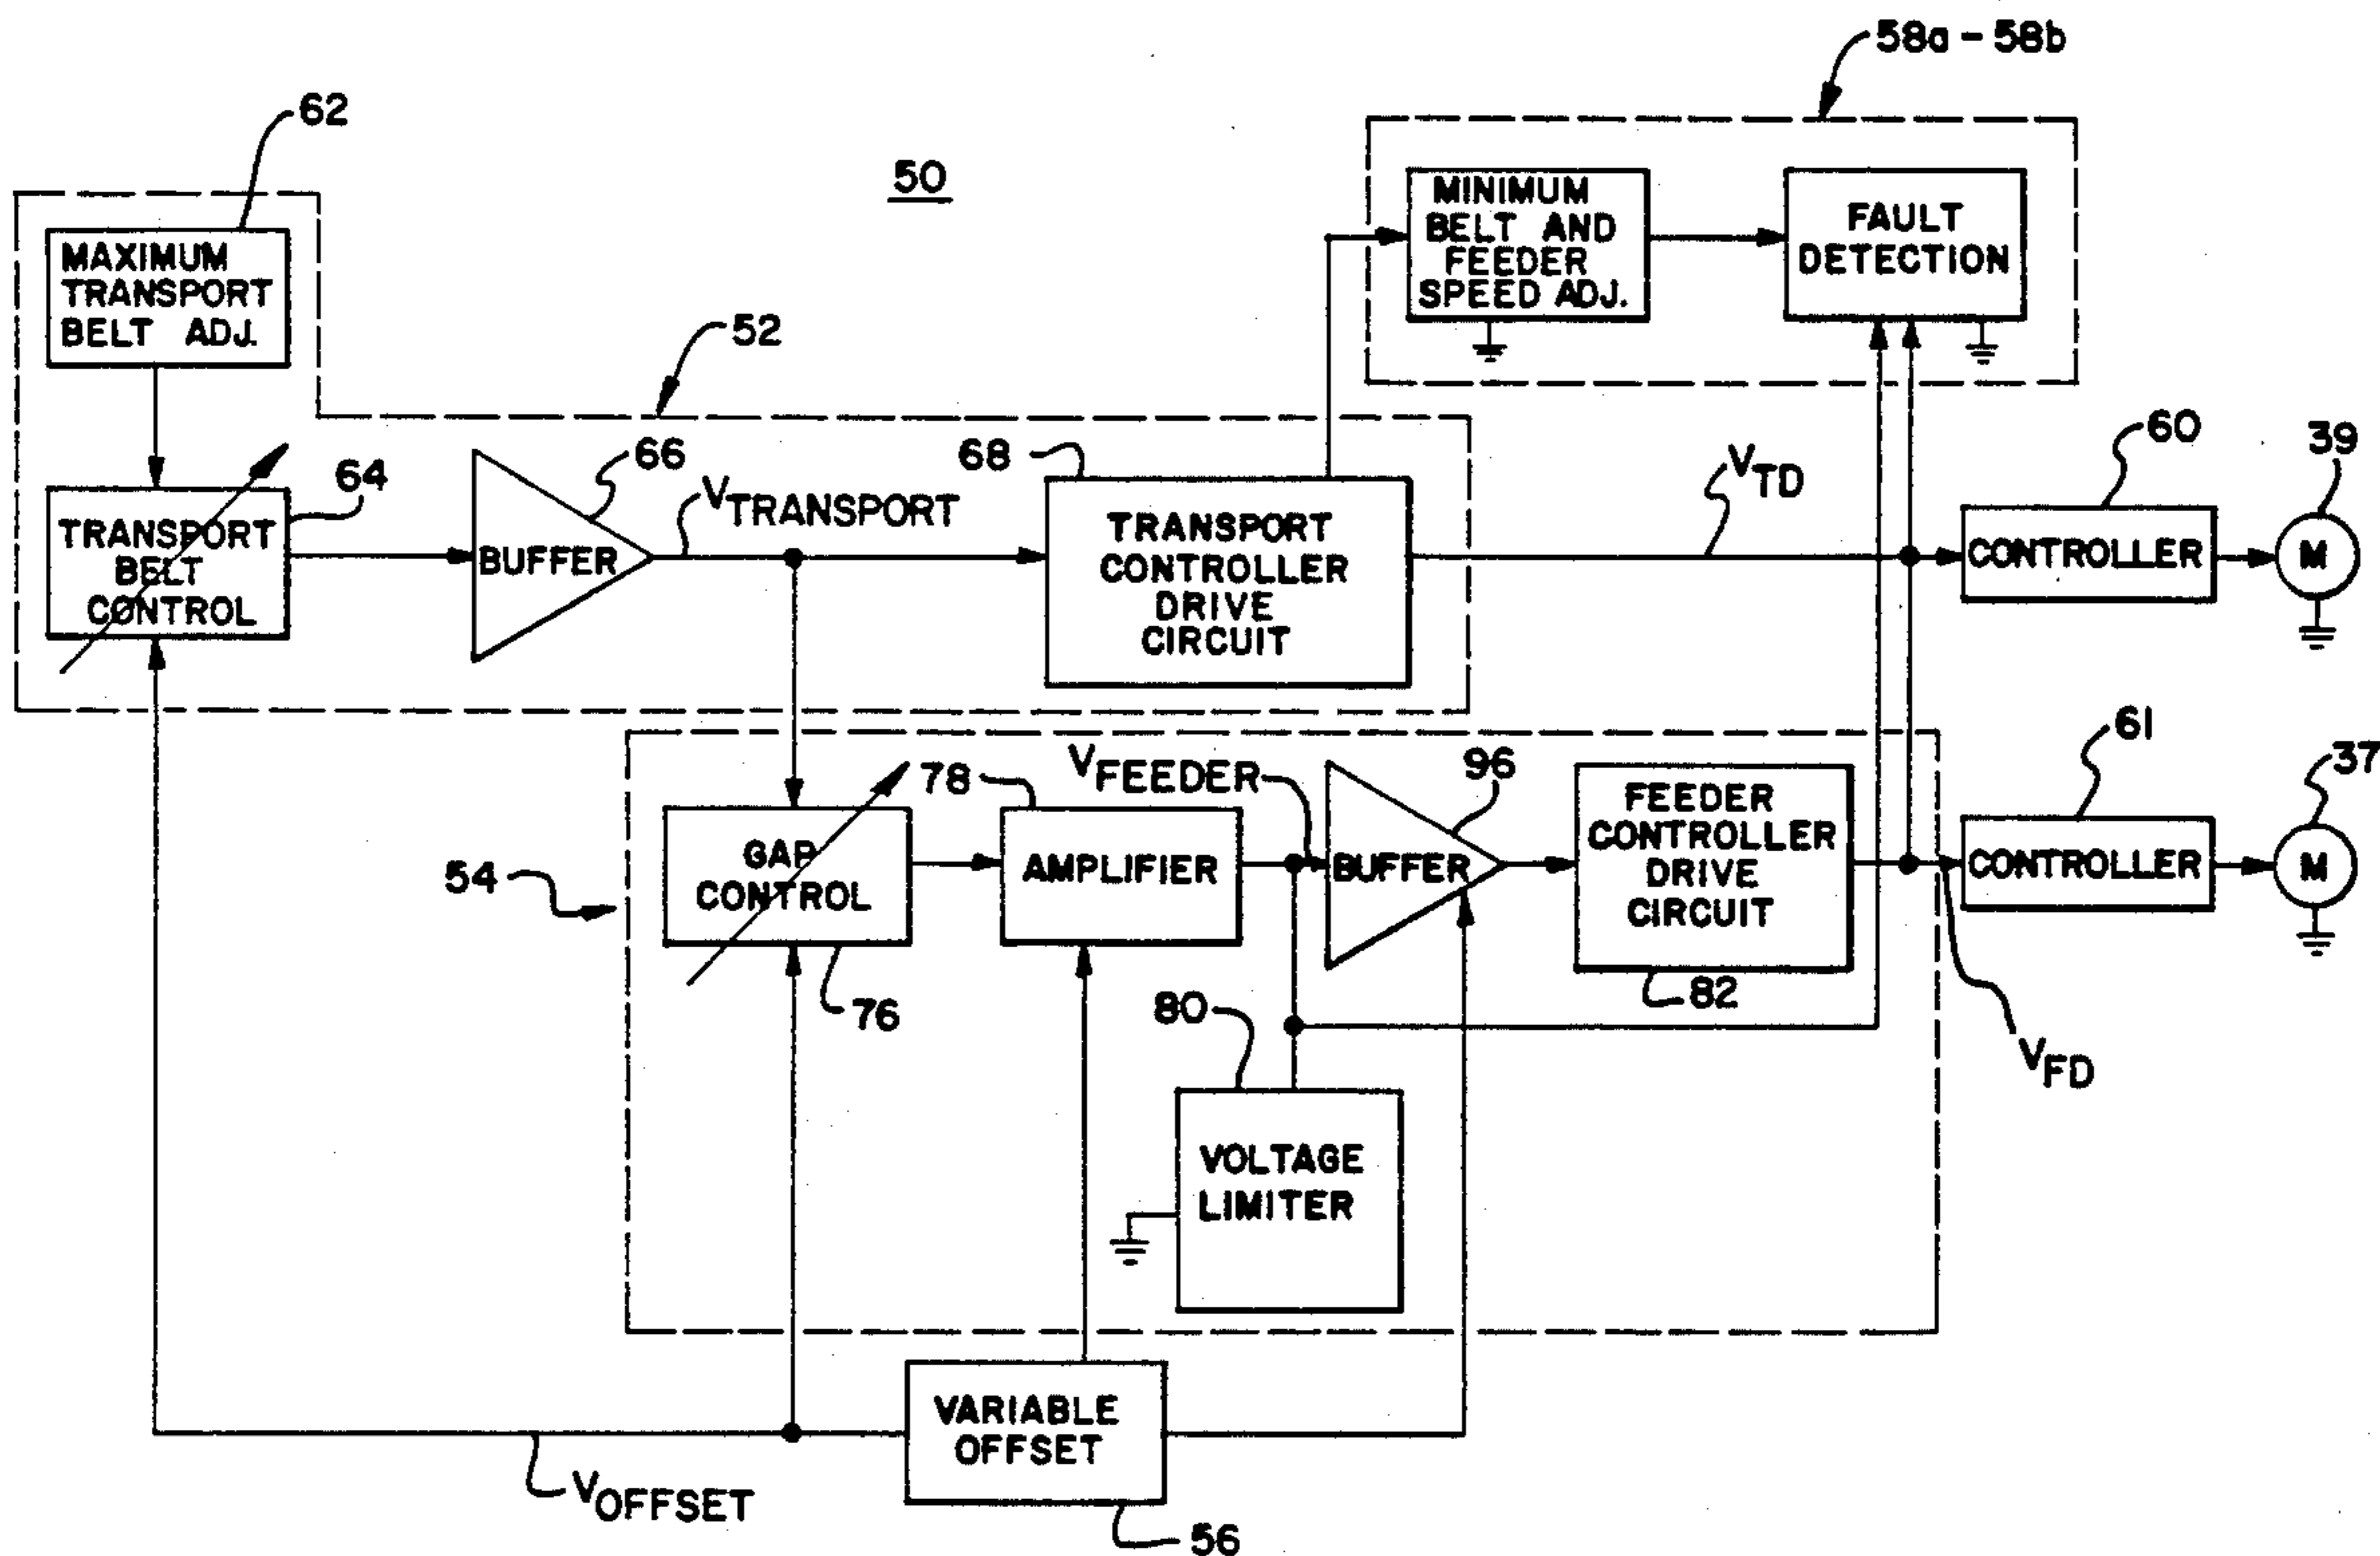 58a - 58b
62
50
MAXIMUM
TRANSPORT
BELT ADJ.
MINIMUM
BELT AND
FEEDER
SPEED ADJ.
FAULT
DETECTION
52
64
66
68
60
39
VTRANSPORT
VTD
TRANSPORT
BELT
CONTROL
BUFFER
TRANSPORT
CONTROLLER
DRIVE
CIRCUIT
CONTROLLER
M
61
37
78
VFEEDER
96
54
GAP
CONTROL
AMPLIFIER
BUFFER
FEEDER
CONTROLLER
DRIVE
CIRCUIT
CONTROLLER
M
76
80
82
VFD
VOLTAGE
LIMITER
VARIABLE
OFFSET
VOFFSET
56